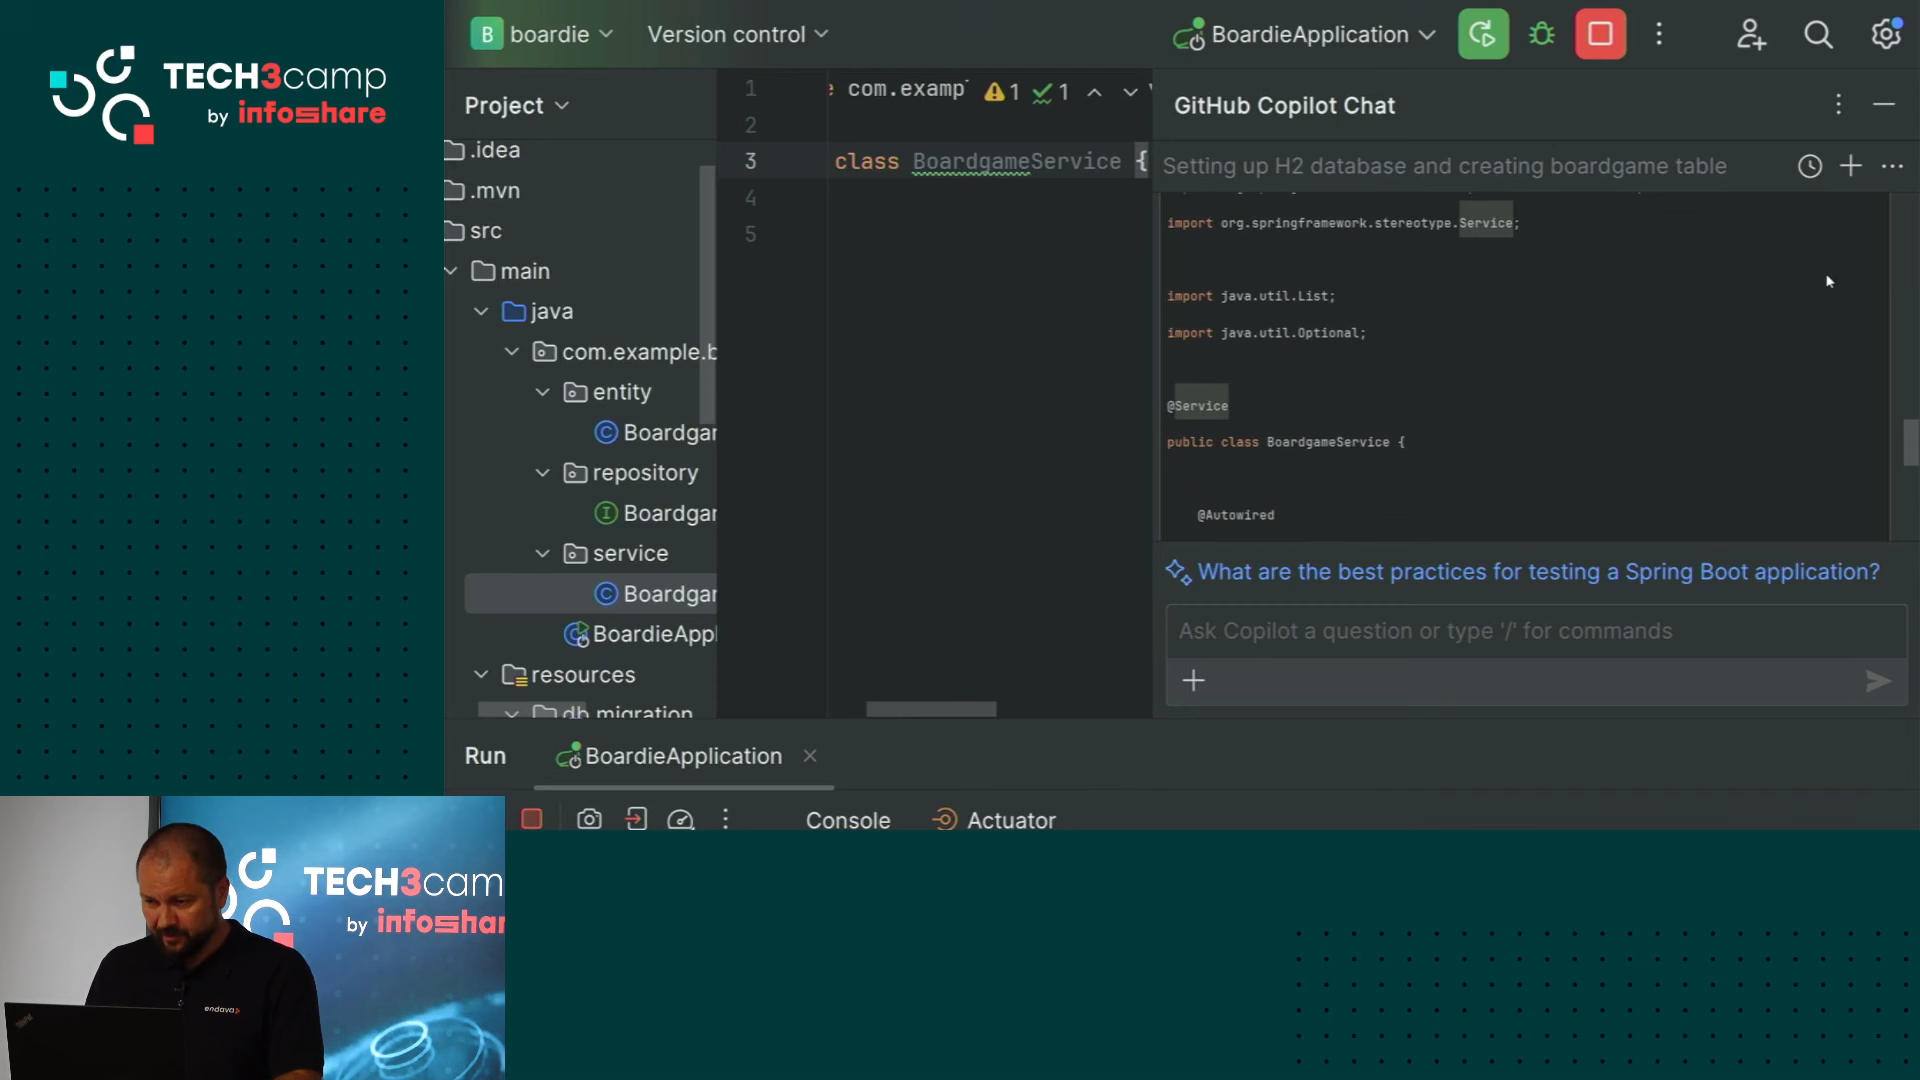 TECH3camp
by infoshare
B boardie
Version control
BoardieApplication
Project
.idea
.mvn
src
main
java
com.example.b
entity
Boardgar
repository
Boardgar
service
Boardgar
BoardieAppl
resources
db.migration
1
2
3
4
5
com.examp
1 1
class BoardgameService {
GitHub Copilot Chat
Setting up H2 database and creating boardgame table
import org.springframework.stereotype.Service;
import java.util.List;
import java.util.Optional;
@Service
public class BoardgameService {
@Autowired
What are the best practices for testing a Spring Boot application?
Ask Copilot a question or type '/' for commands
Run
BoardieApplication
Console
Actuator
TECH3camp
by infoshar
endava